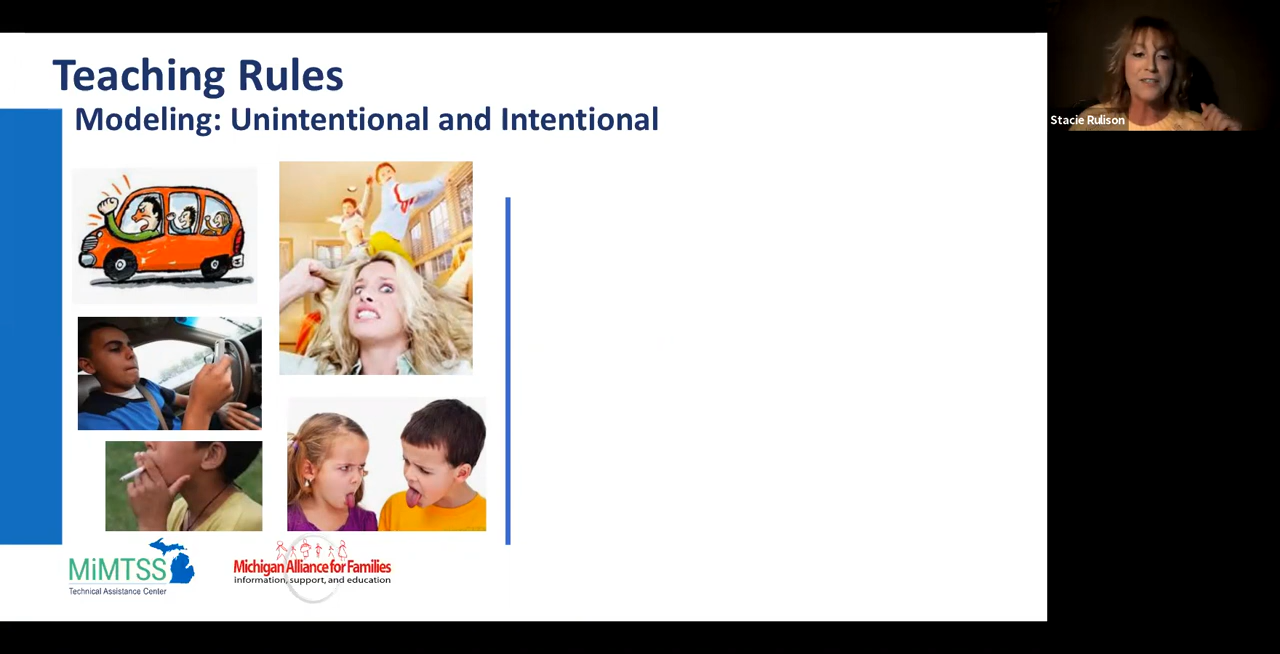 Teaching Rules
Modeling: Unintentional and Intentional
Stacie Rulison
MiMTSS
Technical Assistance Center
Michigan Alliance for Families
information, support, and education